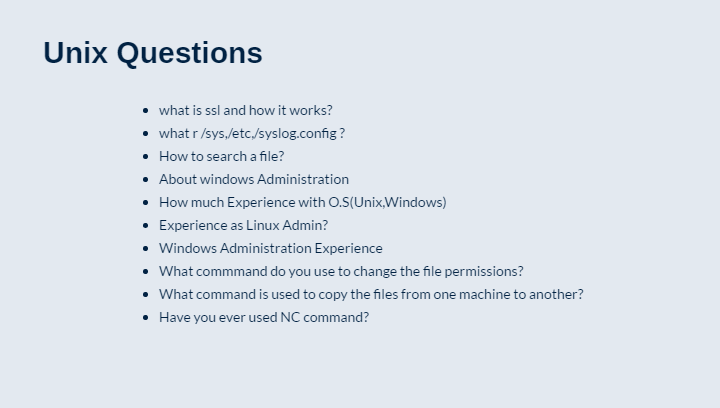 Unix Questions
• what is ssl and how it works?
• what r /sys,/etc,/syslog.config ?
• How to search a file?
• About windows Administration
• How much Experience with O.S(Unix,Windows)
• Experience as Linux Admin?
• Windows Administration Experience
• What commmand do you use to change the file permissions?
• What command is used to copy the files from one machine to another?
• Have you ever used NC command?